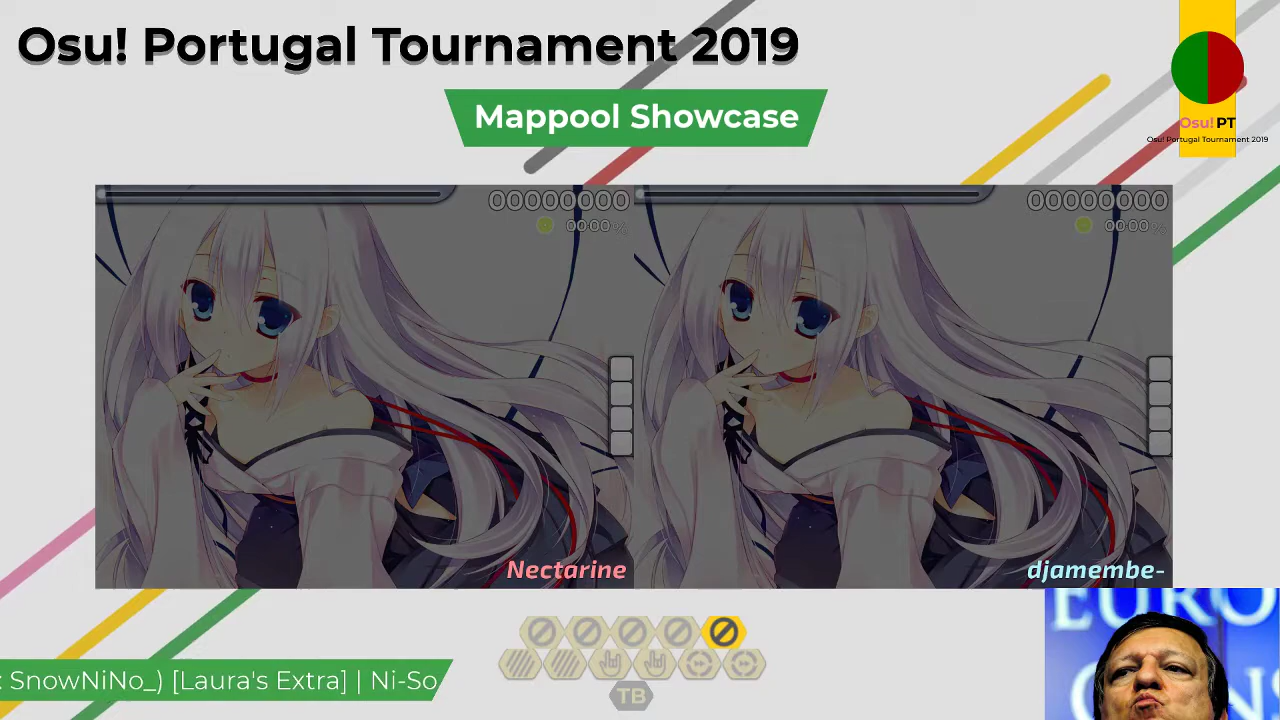 Osu! Portugal Tournament 2019
Mappool Showcase
Osu! PT
Osu! Portugal Tournament 2019
00000000
00:00%
00000000
00:00%
Nectarine
djamembe-
EURO
: SnowNiNo_) [Laura's Extra] | Ni-So
TB